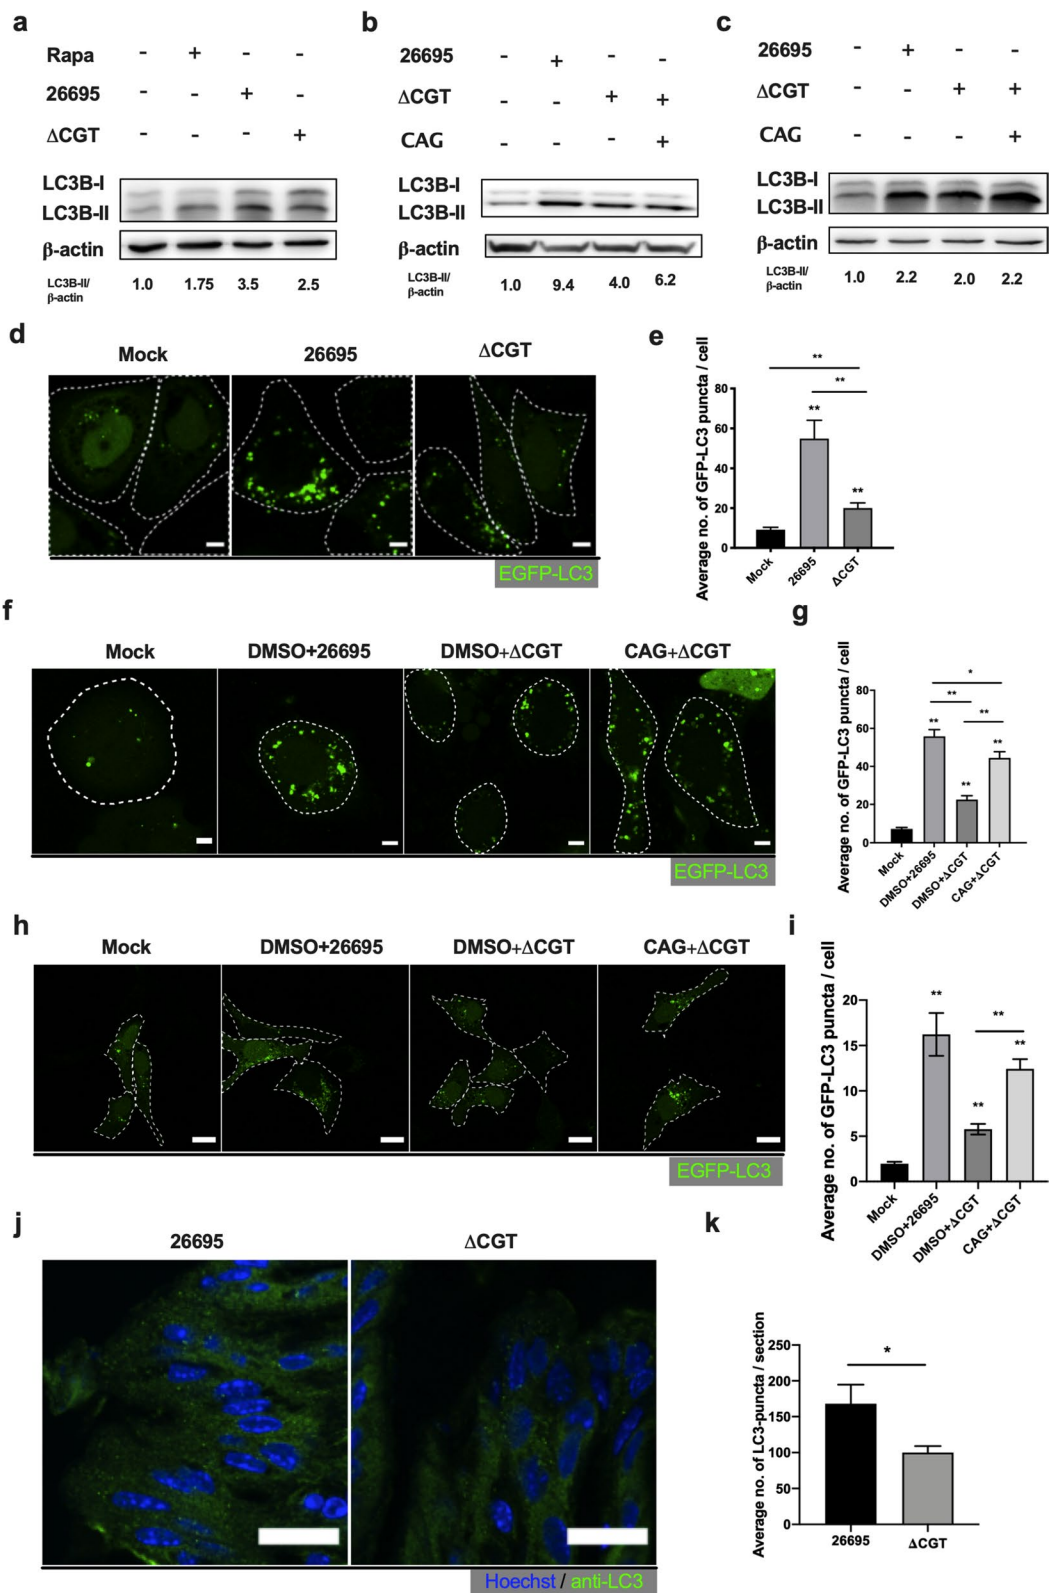 a
Rapa - + - -
26695 - - + -
ΔCGT - - - +
LC3B-I
LC3B-II
β-actin
LC3B-II/
β-actin
1.0 1.75 3.5 2.5
b
26695 - + - -
ΔCGT - - + +
CAG - - - +
LC3B-I
LC3B-II
β-actin
LC3B-II/
β-actin
1.0 9.4 4.0 6.2
c
26695 - + - -
ΔCGT - - + +
CAG - - - +
LC3B-I
LC3B-II
β-actin
LC3B-II/
β-actin
1.0 2.2 2.0 2.2
d
Mock 26695 ΔCGT
EGFP-LC3
e
Average no. of GFP-LC3 puncta / cell
80
60
40
20
0
**
**
**
**
Mock 26695 ΔCGT
f
Mock DMSO+26695 DMSO+ΔCGT CAG+ΔCGT
EGFP-LC3
g
Average no. of GFP-LC3 puncta / cell
80
60
40
20
0
*
**
**
**
**
**
Mock DMSO+26695 DMSO+ΔCGT CAG+ΔCGT
h
Mock DMSO+26695 DMSO+ΔCGT CAG+ΔCGT
EGFP-LC3
i
Average no. of GFP-LC3 puncta / cell
20
15
10
5
0
**
**
**
**
Mock DMSO+26695 DMSO+ΔCGT CAG+ΔCGT
j
26695 ΔCGT
Hoechst / anti-LC3
k
Average no. of LC3-puncta / section
250
200
150
100
50
0
*
26695 ΔCGT